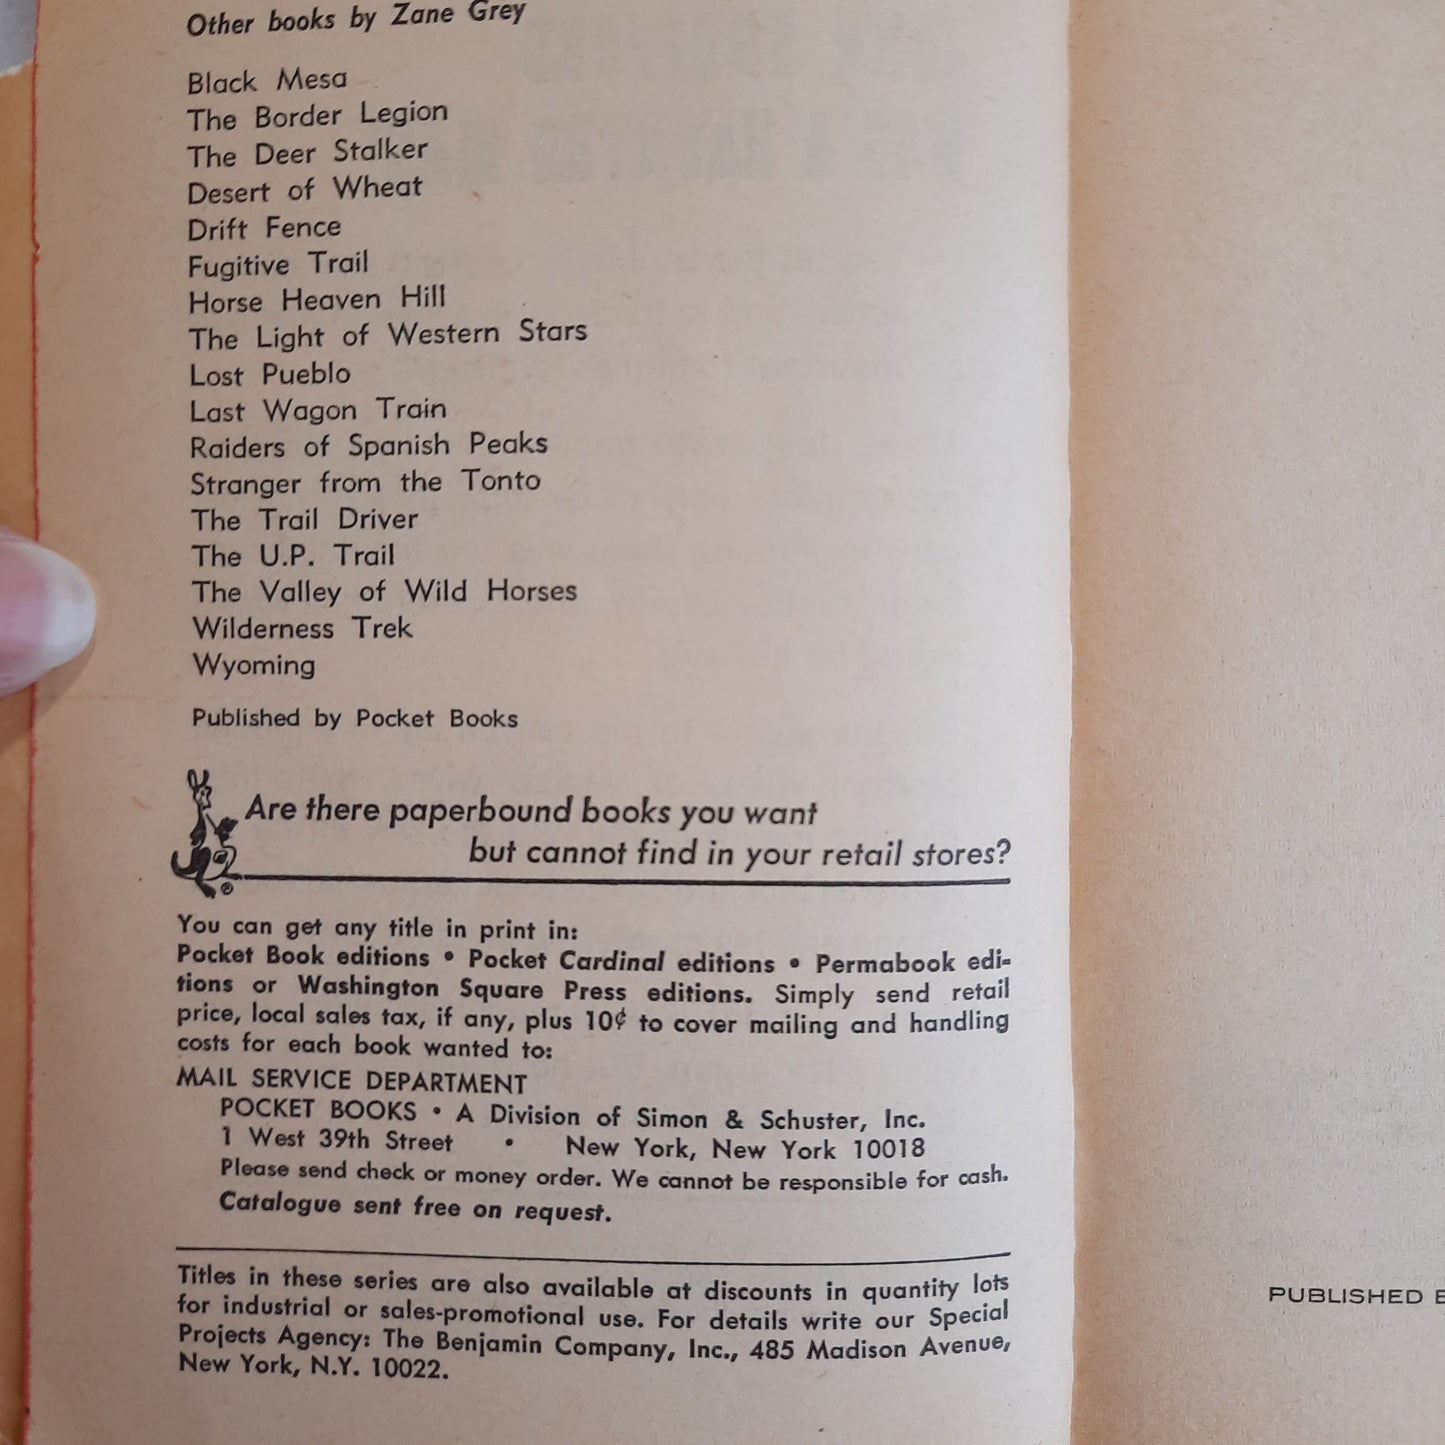 Other books by Zane Grey
Black Mesa
The Border Legion
The Deer Stalker
Desert of Wheat
Drift Fence
Fugitive Trail
Horse Heaven Hill
The Light of Western Stars
Lost Pueblo
Last Wagon Train
Raiders of Spanish Peaks
Stranger from the Tonto
The Trail Driver
The U.P. Trail
The Valley of Wild Horses
Wilderness Trek
Wyoming
Published by Pocket Books
Are there paperbound books you want
but cannot find in your retail stores?
You can get any title in print in:
Pocket Book editions • Pocket Cardinal editions • Permabook edi-
tions or Washington Square Press editions. Simply send retail
price, local sales tax, if any, plus 10¢ to cover mailing and handling
costs for each book wanted to:
MAIL SERVICE DEPARTMENT
POCKET BOOKS • A Division of Simon & Schuster, Inc.
1 West 39th Street • New York, New York 10018
Please send check or money order. We cannot be responsible for cash.
Catalogue sent free on request.
Titles in these series are also available at discounts in quantity lots
for industrial or sales-promotional use. For details write our Special
Projects Agency: The Benjamin Company, Inc., 485 Madison Avenue,
New York, N.Y. 10022.
PUBLISHED